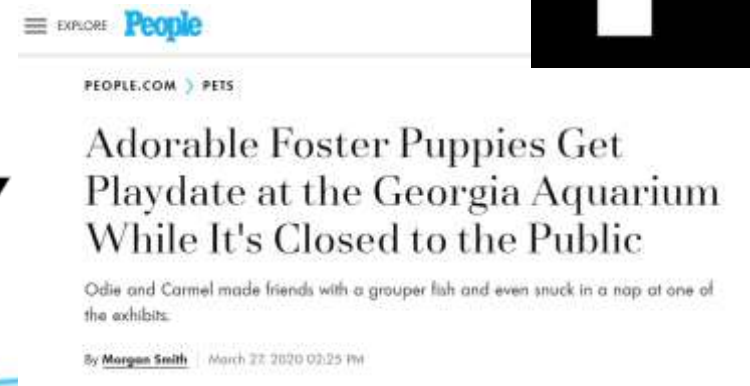 EXPLORE People
PEOPLE.COM > PETS
Adorable Foster Puppies Get
Playdate at the Georgia Aquarium
While It's Closed to the Public
Odie and Carmel made friends with a grouper fish and even snuck in a nap at one of
the exhibits.
By Morgan Smith | March 27, 2020 02:25 PM